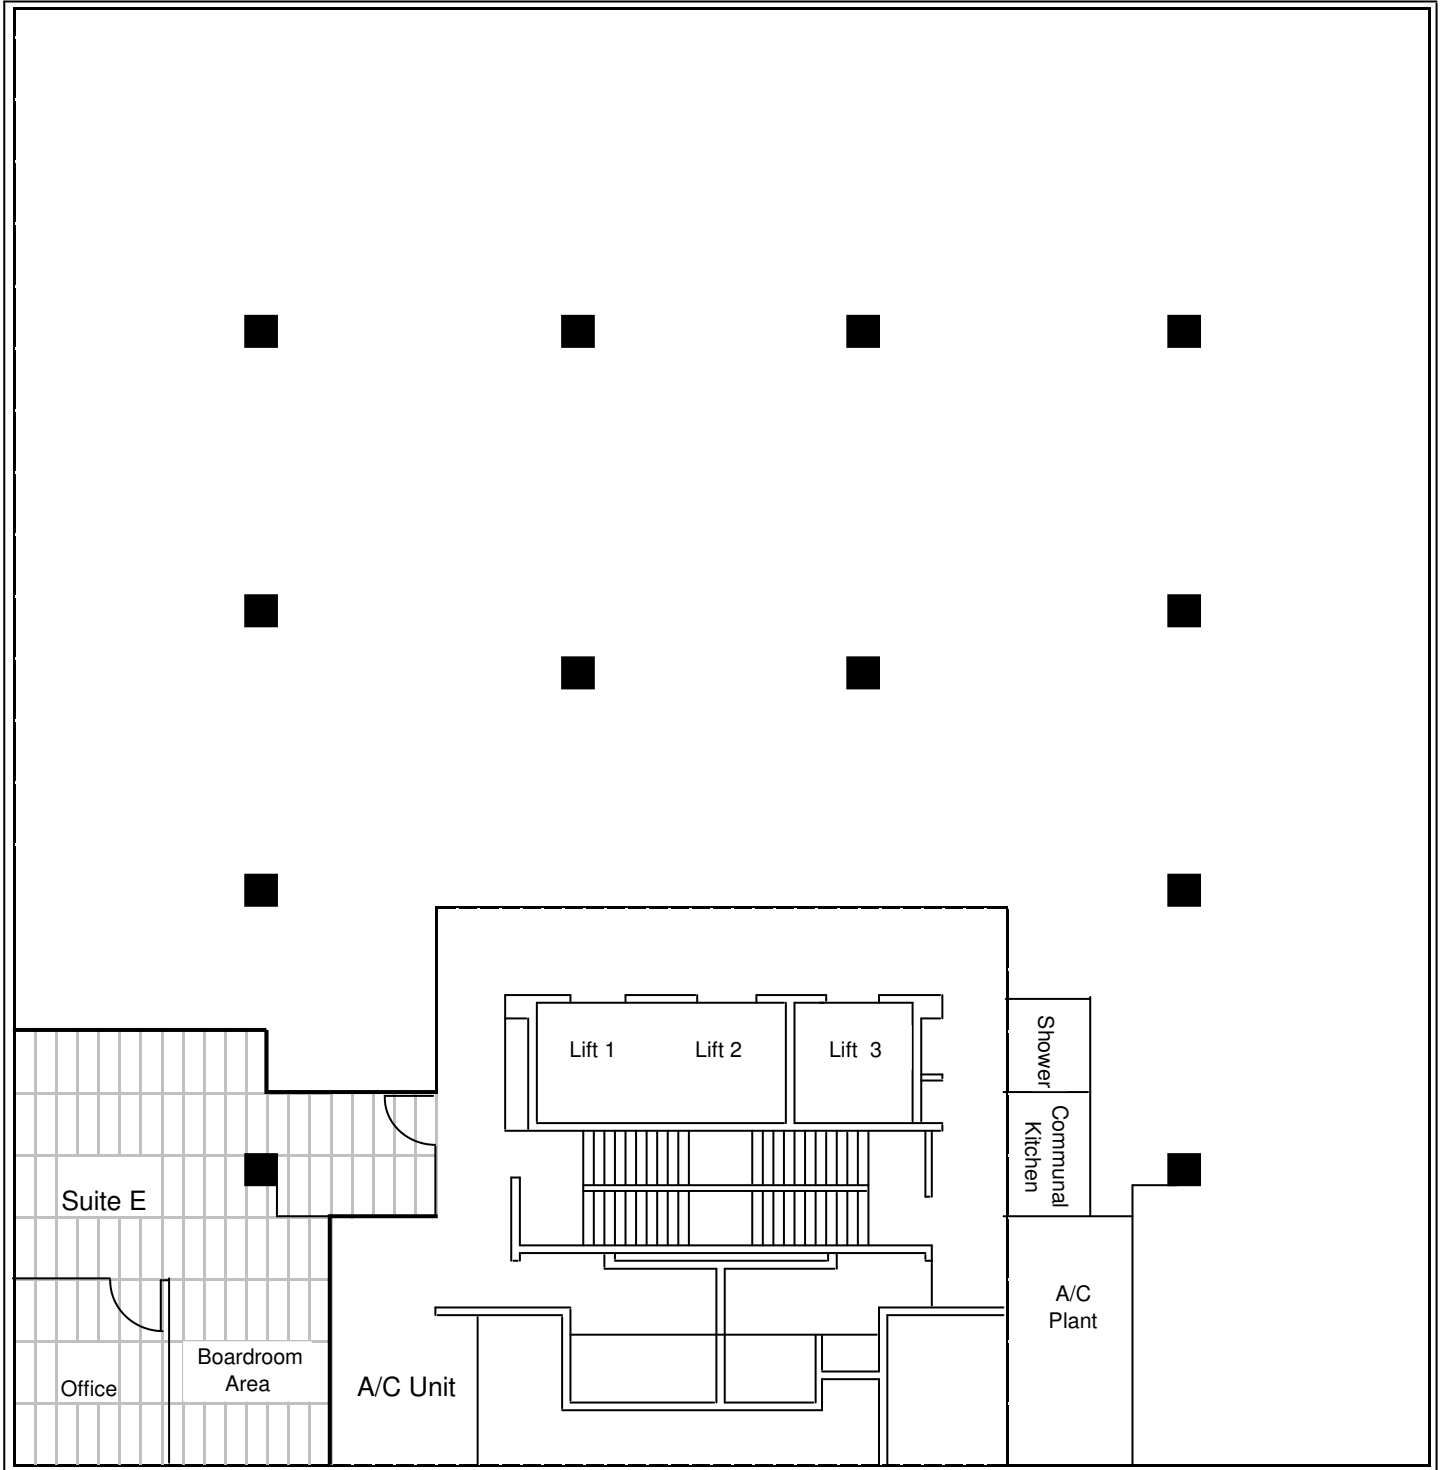 Lift 1
Lift 2
Lift 3
Shower
Communal
Kitchen
Suite E
A/C
Plant
Boardroom
Area
Office
A/C Unit